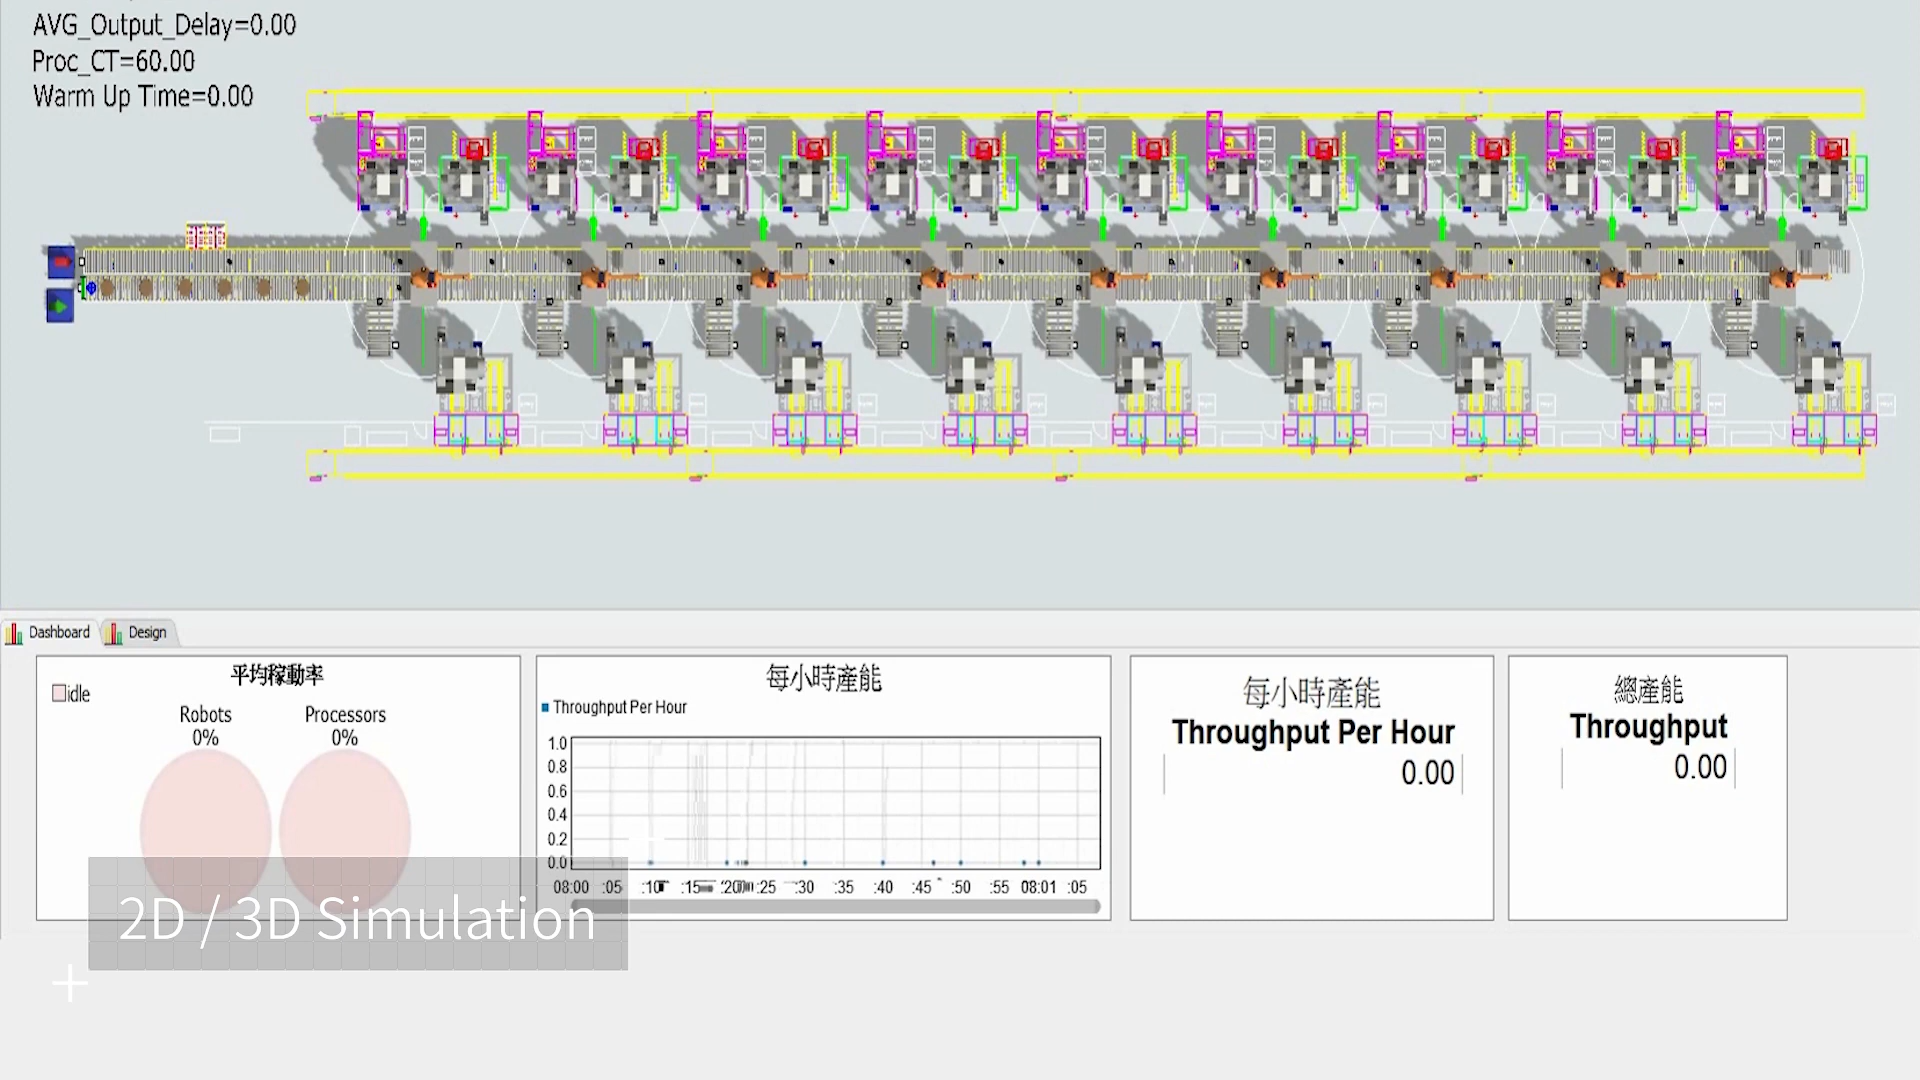 AVG_Output_Delay=0.00
Proc_CT=60.00
Warm Up Time=0.00
Dashboard
Design
平均稼動率
idle
Robots
Processors
0%
0%
每小時產能
Throughput Per Hour
1.0
0.8
0.6
0.4
0.2
0.0
08:00 :05 :10 :15 :20 :25 :30 :35 :40 :45 :50 :55 08:01 :05
每小時產能
Throughput Per Hour
0.00
總產能
Throughput
0.00
2D / 3D Simulation